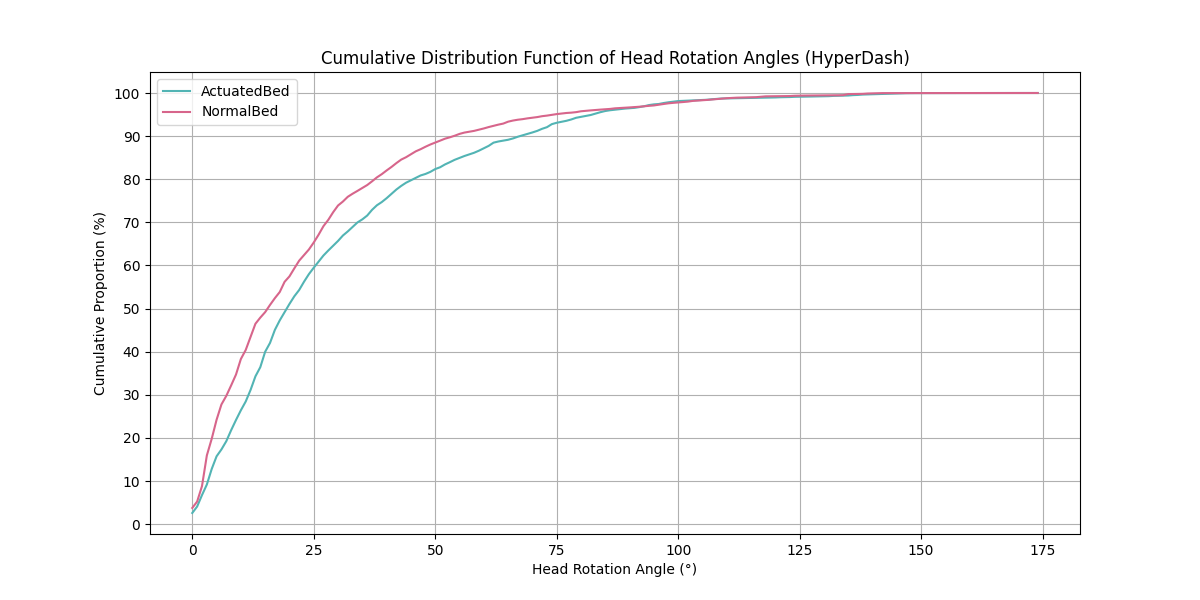 Cumulative Distribution Function of Head Rotation Angles (HyperDash)
ActuatedBed
NormalBed
100
90
80
70
60
50
40
30
20
10
0
Cumulative Proportion (%)
0 25 50 75 100 125 150 175
Head Rotation Angle (°)